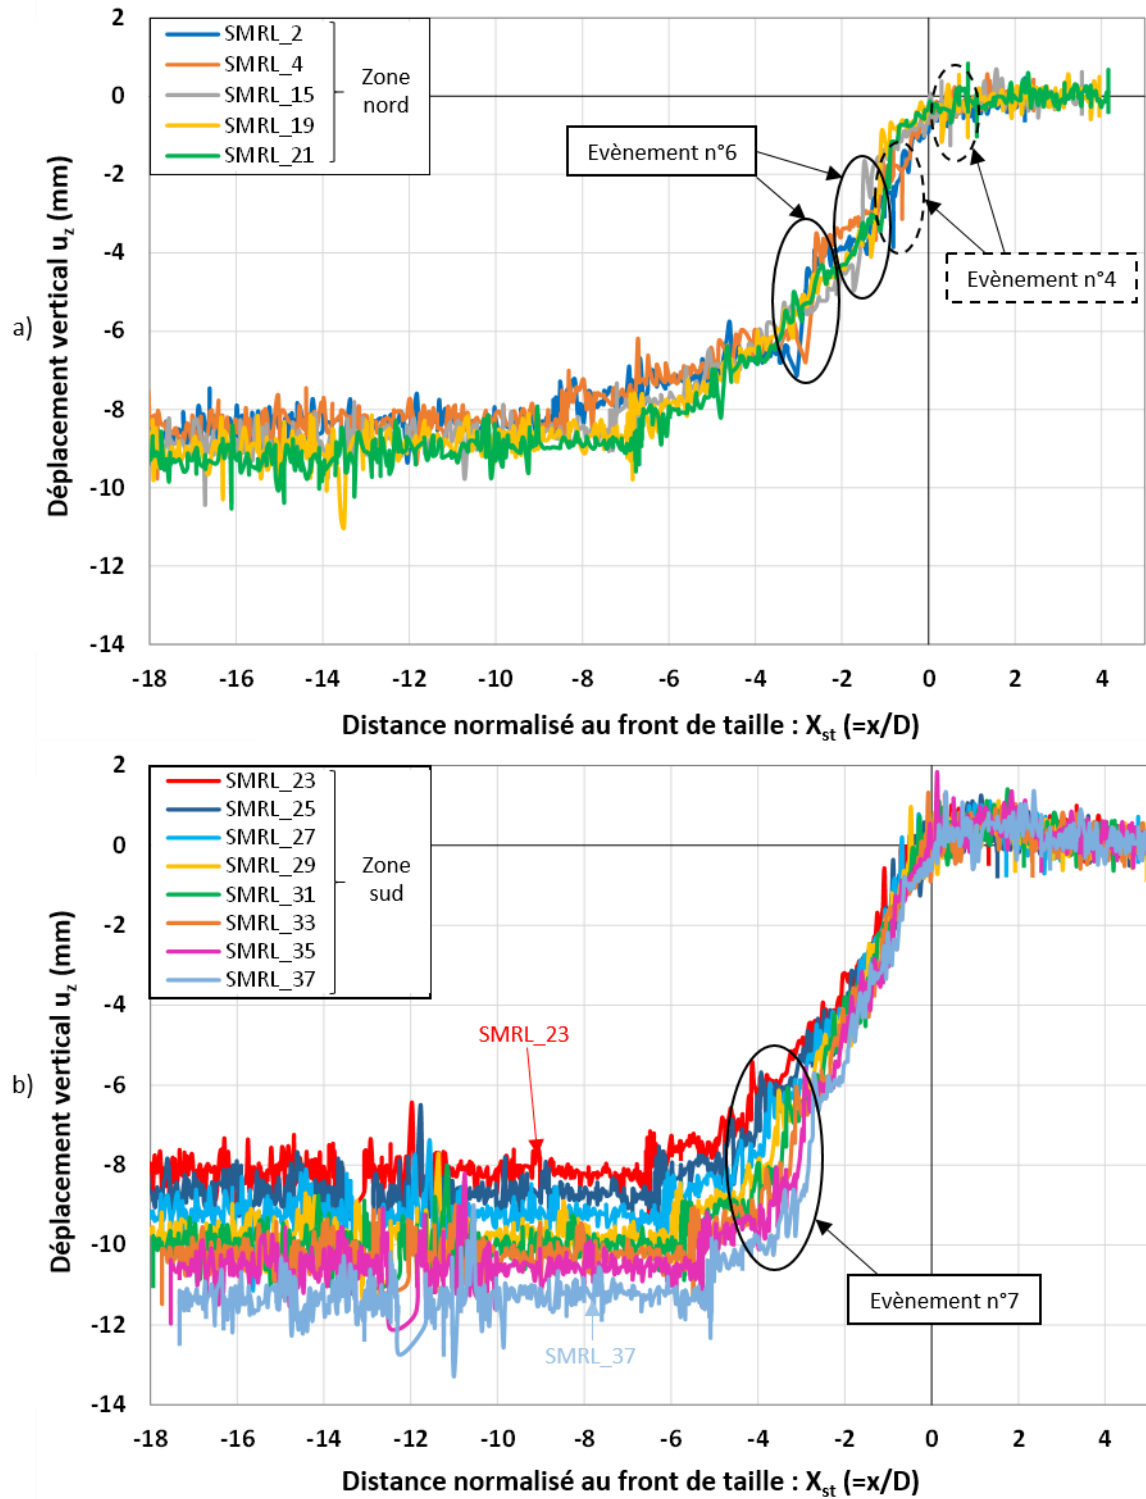 a)
Déplacement vertical u_z (mm)
2
0
-2
-4
-6
-8
-10
-12
-14
SMRL_2
SMRL_4
SMRL_15
SMRL_19
SMRL_21
Zone
nord
Evènement n°6
Evènement n°4
-18 -16 -14 -12 -10 -8 -6 -4 -2 0 2 4
Distance normalisé au front de taille : X_st (=x/D)
b)
Déplacement vertical u_z (mm)
2
0
-2
-4
-6
-8
-10
-12
-14
SMRL_23
SMRL_25
SMRL_27
SMRL_29
SMRL_31
SMRL_33
SMRL_35
SMRL_37
Zone
sud
SMRL_23
Evènement n°7
SMRL_37
-18 -16 -14 -12 -10 -8 -6 -4 -2 0 2 4
Distance normalisé au front de taille : X_st (=x/D)